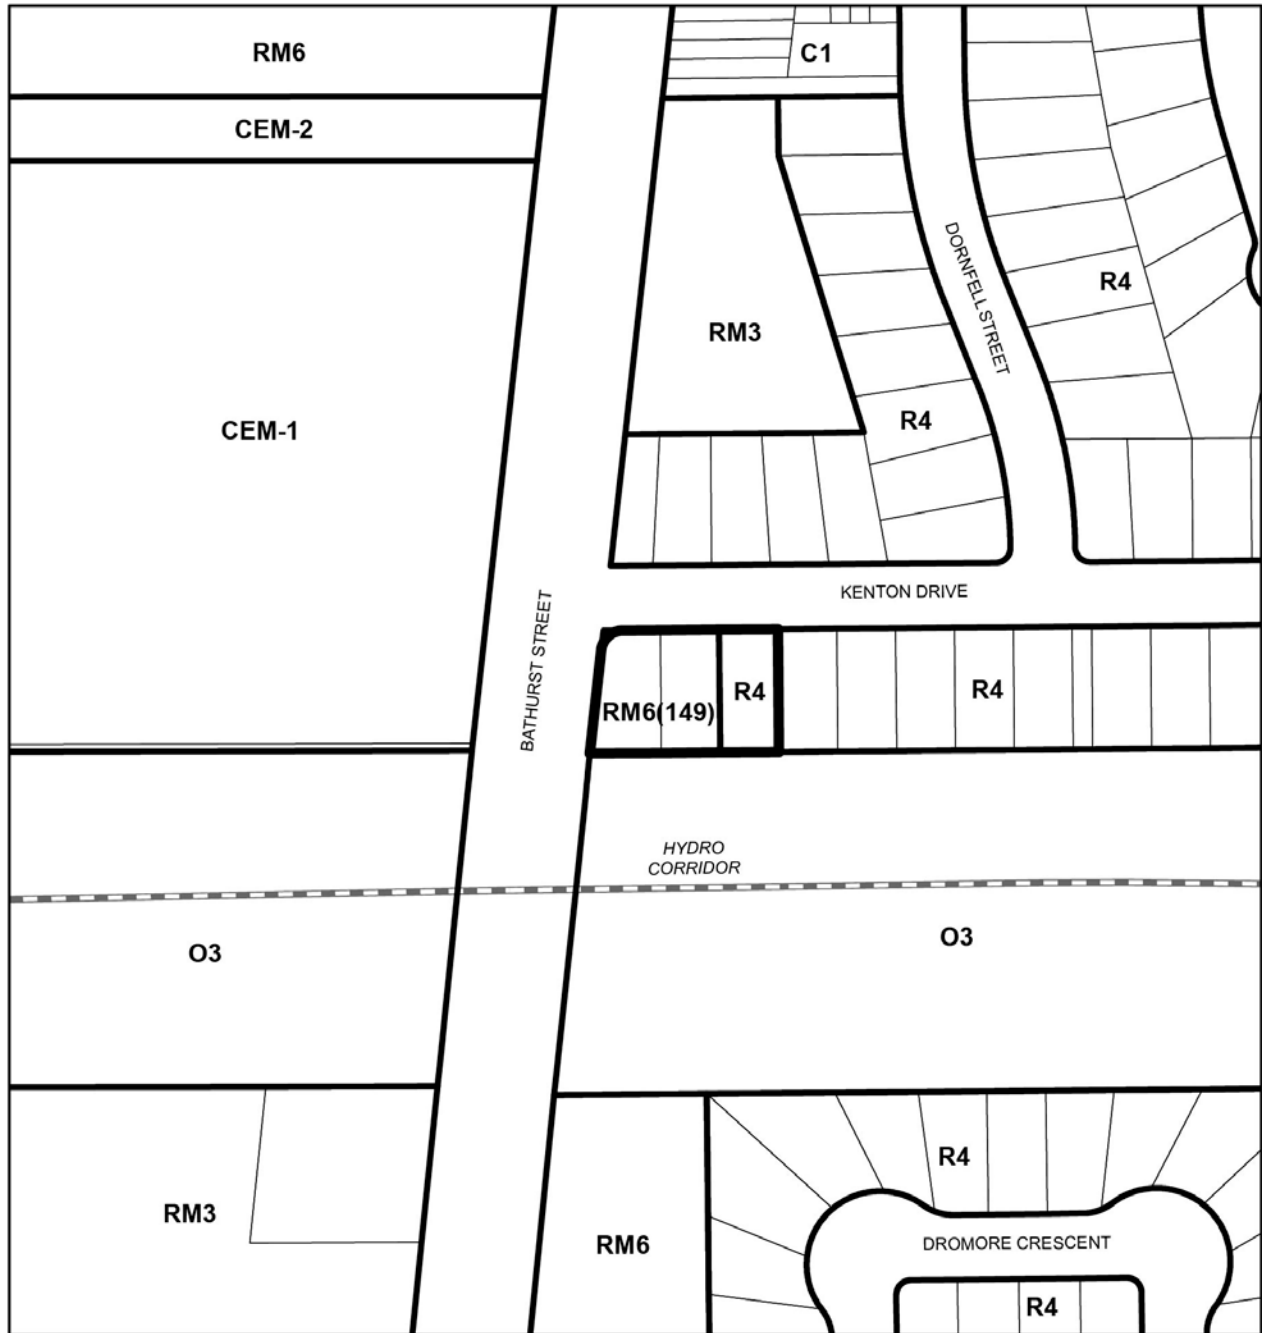 RM6
C1
CEM-2
DORNFELL STREET
R4
RM3
R4
CEM-1
KENTON DRIVE
BATHURST STREET
RM6(149)
R4
R4
HYDRO
CORRIDOR
O3
O3
R4
RM3
RM6
DROMORE CRESCENT
R4